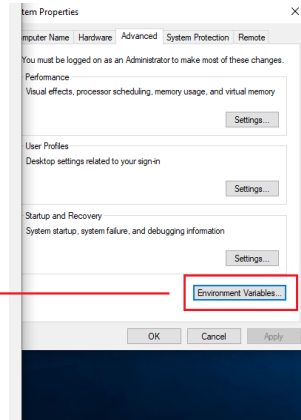 tem Properties
mputer Name Hardware Advanced System Protection Remote
You must be logged on as an Administrator to make most of these changes.
Performance
Visual effects, processor scheduling, memory usage, and virtual memory
Settings...
User Profiles
Desktop settings related to your sign-in
Settings...
Startup and Recovery
System startup, system failure, and debugging information
Settings...
Environment Variables...
OK Cancel Apply